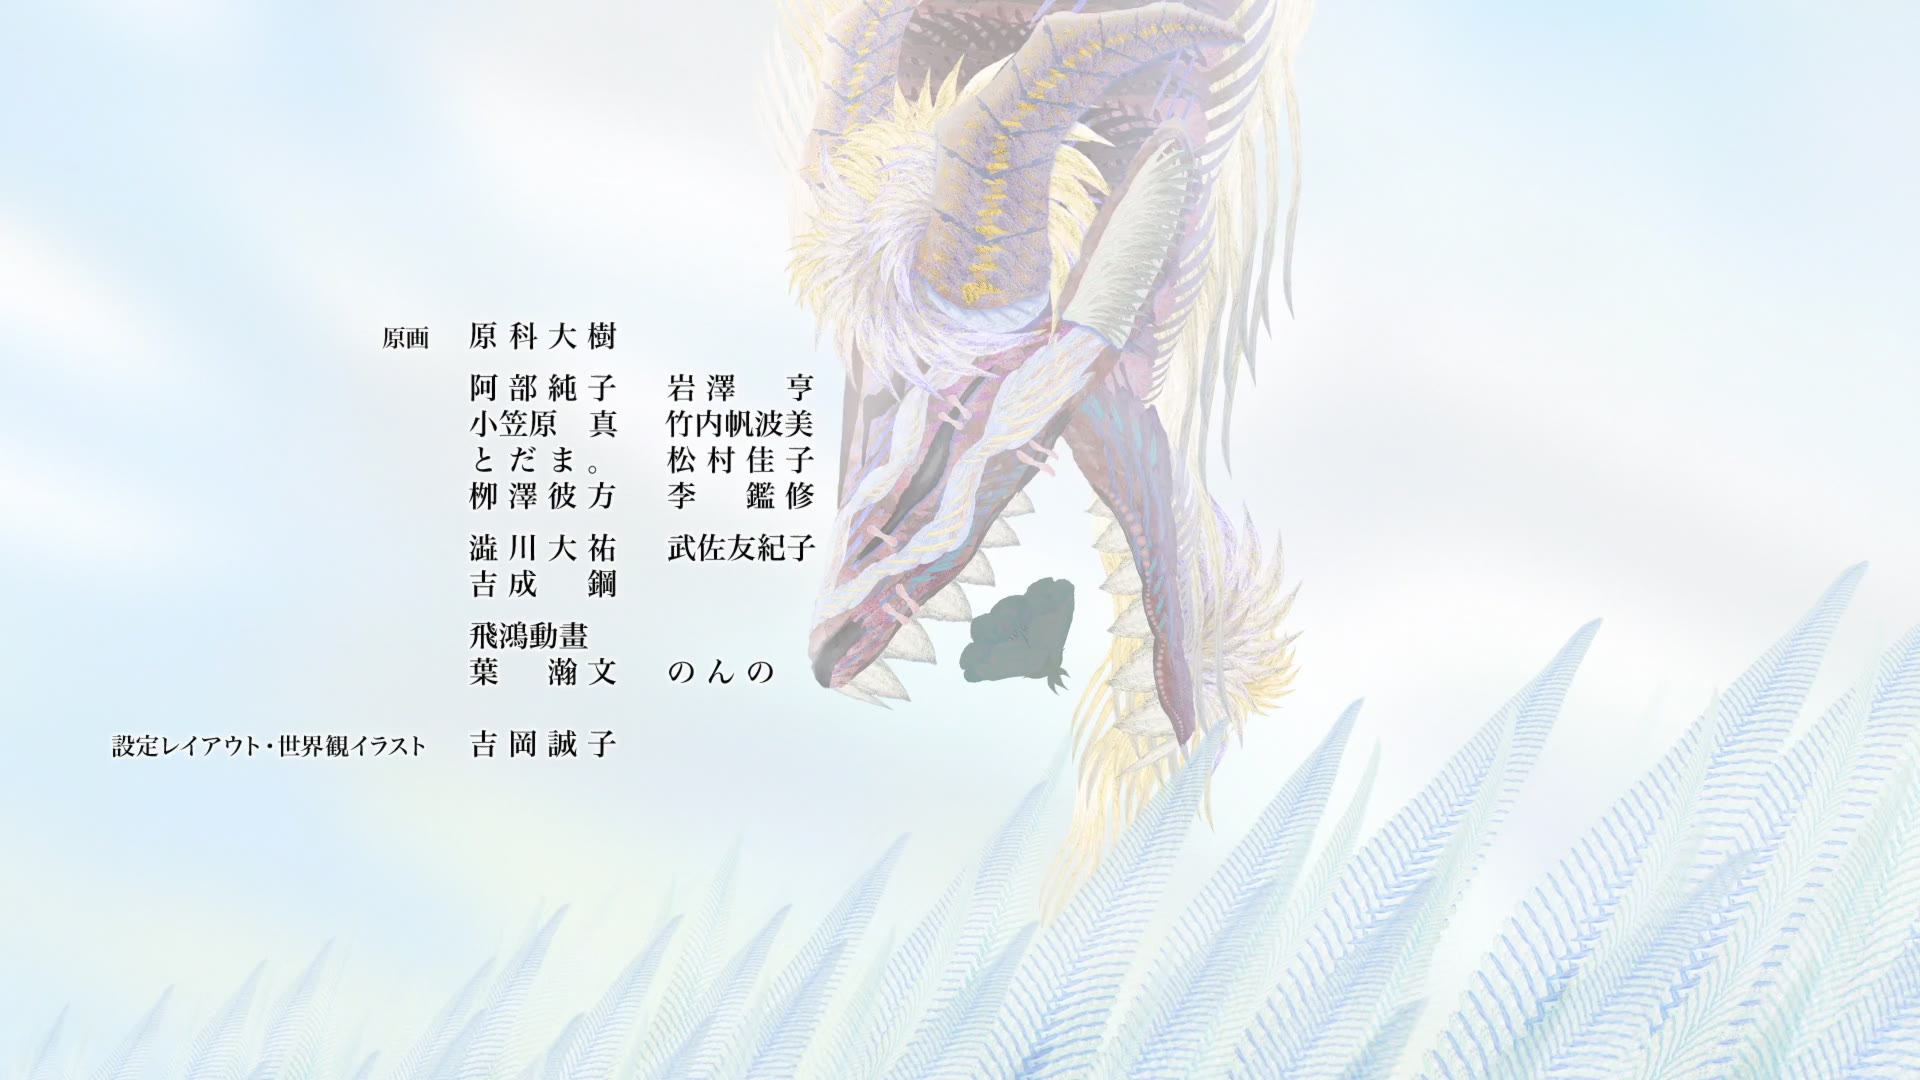 原画 原科大樹
阿部純子 岩澤 亨
小笠原 真 竹内帆波美
とだま。 松村佳子
栁澤彼方 李 鑑修
澁川大祐 武佐友紀子
吉成 鋼
飛鴻動畫
葉 瀚文 のんの
設定レイアウト・世界観イラスト 吉岡誠子